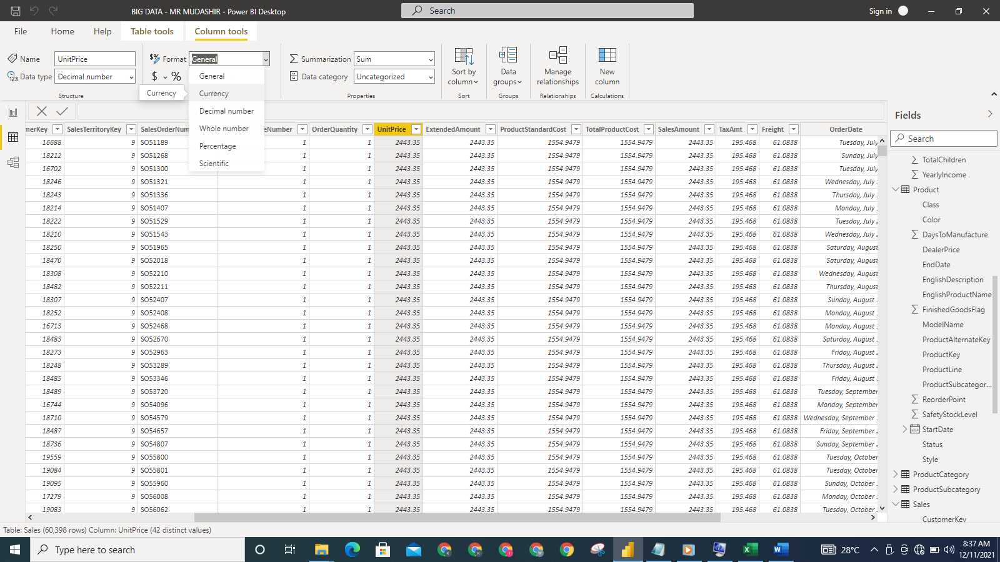 BIG DATA - MR MUDASHIR - Power BI Desktop
Search
Sign in
File Home Help Table tools Column tools
Name UnitPrice
Data type Decimal number
Structure
$% Format General
$ %
General
Currency
Currency
Decimal number
Whole number
Percentage
Scientific
Summarization Sum
Data category Uncategorized
Properties
Sort by
column
Sort
Data
groups
Groups
Manage
relationships
Relationships
New
column
Calculations
merKey SalesTerritoryKey SalesOrderNum eNumber OrderQuantity UnitPrice ExtendedAmount ProductStandardCost TotalProductCost SalesAmount TaxAmt Freight OrderDate
16688 9 SO51189 1 1 2443.35 2443.35 1554.9479 1554.9479 2443.35 195.468 61.0838 Tuesday, July
18212 9 SO51268 1 1 2443.35 2443.35 1554.9479 1554.9479 2443.35 195.468 61.0838 Sunday, July
16702 9 SO51300 1 1 2443.35 2443.35 1554.9479 1554.9479 2443.35 195.468 61.0838 Tuesday, July
18246 9 SO51321 1 1 2443.35 2443.35 1554.9479 1554.9479 2443.35 195.468 61.0838 Wednesday, July
18243 9 SO51336 1 1 2443.35 2443.35 1554.9479 1554.9479 2443.35 195.468 61.0838 Thursday, July
18214 9 SO51407 1 1 2443.35 2443.35 1554.9479 1554.9479 2443.35 195.468 61.0838 Monday, July
18222 9 SO51529 1 1 2443.35 2443.35 1554.9479 1554.9479 2443.35 195.468 61.0838 Tuesday, July
18210 9 SO51543 1 1 2443.35 2443.35 1554.9479 1554.9479 2443.35 195.468 61.0838 Wednesday, July
18250 9 SO51965 1 1 2443.35 2443.35 1554.9479 1554.9479 2443.35 195.468 61.0838 Saturday, August
18470 9 SO52018 1 1 2443.35 2443.35 1554.9479 1554.9479 2443.35 195.468 61.0838 Saturday, August
18308 9 SO52210 1 1 2443.35 2443.35 1554.9479 1554.9479 2443.35 195.468 61.0838 Wednesday, August
18482 9 SO52211 1 1 2443.35 2443.35 1554.9479 1554.9479 2443.35 195.468 61.0838 Thursday, August
18307 9 SO52407 1 1 2443.35 2443.35 1554.9479 1554.9479 2443.35 195.468 61.0838 Sunday, August
18252 9 SO52408 1 1 2443.35 2443.35 1554.9479 1554.9479 2443.35 195.468 61.0838 Monday, August
16713 9 SO52468 1 1 2443.35 2443.35 1554.9479 1554.9479 2443.35 195.468 61.0838 Monday, August
18483 9 SO52670 1 1 2443.35 2443.35 1554.9479 1554.9479 2443.35 195.468 61.0838 Saturday, August
18273 9 SO52963 1 1 2443.35 2443.35 1554.9479 1554.9479 2443.35 195.468 61.0838 Friday, August
18248 9 SO53289 1 1 2443.35 2443.35 1554.9479 1554.9479 2443.35 195.468 61.0838 Thursday, August
18485 9 SO53346 1 1 2443.35 2443.35 1554.9479 1554.9479 2443.35 195.468 61.0838 Friday, August
18489 9 SO53720 1 1 2443.35 2443.35 1554.9479 1554.9479 2443.35 195.468 61.0838 Tuesday, September
16744 9 SO54096 1 1 2443.35 2443.35 1554.9479 1554.9479 2443.35 195.468 61.0838 Monday, September
18710 9 SO54579 1 1 2443.35 2443.35 1554.9479 1554.9479 2443.35 195.468 61.0838 Wednesday, September
18487 9 SO54657 1 1 2443.35 2443.35 1554.9479 1554.9479 2443.35 195.468 61.0838 Friday, September
18736 9 SO54807 1 1 2443.35 2443.35 1554.9479 1554.9479 2443.35 195.468 61.0838 Sunday, September
19559 9 SO55800 1 1 2443.35 2443.35 1554.9479 1554.9479 2443.35 195.468 61.0838 Tuesday, October
19084 9 SO55801 1 1 2443.35 2443.35 1554.9479 1554.9479 2443.35 195.468 61.0838 Tuesday, October
19095 9 SO55960 1 1 2443.35 2443.35 1554.9479 1554.9479 2443.35 195.468 61.0838 Sunday, October
17279 9 SO56008 1 1 2443.35 2443.35 1554.9479 1554.9479 2443.35 195.468 61.0838 Monday, October
19083 9 SO56062 1 1 2443.35 2443.35 1554.9479 1554.9479 2443.35 195.468 61.0838 Tuesday, October
Fields
Search
TotalChildren
YearlyIncome
Product
Class
Color
DaysToManufacture
DealerPrice
EndDate
EnglishDescription
EnglishProductName
FinishedGoodsFlag
ModelName
ProductAlternateKey
ProductKey
ProductLine
ProductSubcategor...
ReorderPoint
SafetyStockLevel
StartDate
Status
Style
ProductCategory
ProductSubcategory
Sales
CustomerKey
Table: Sales (60,398 rows) Column: UnitPrice (42 distinct values)
Type here to search
28°C
8:37 AM
12/11/2021